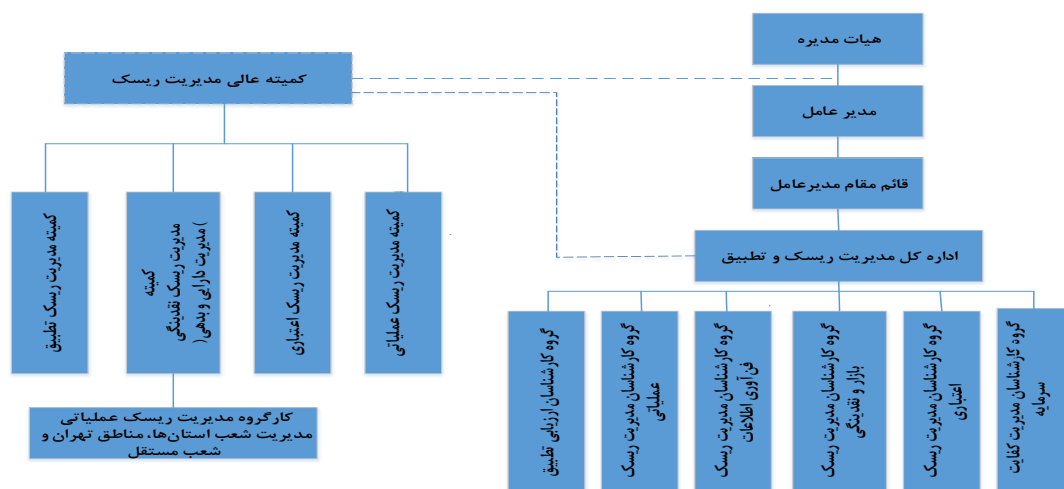 هیات مدیره
کمیته عالی مدیریت ریسک
مدیر عامل
قائم مقام مدیرعامل
اداره کل مدیریت ریسک و تطبیق
کمیته مدیریت ریسک عملیاتی
کمیته مدیریت ریسک اعتباری
کمیته
مدیریت ریسک نقدینگی
) مدیریت دارایی و بدهی(
کمیته مدیریت ریسک تطبیق
کارگروه مدیریت ریسک عملیاتی
مدیریت شعب استان‌ها، مناطق تهران و
شعب مستقل
گروه کارشناسان مدیریت کفایت
سرمایه
گروه کارشناسان مدیریت ریسک
اعتباری
گروه کارشناسان مدیریت ریسک
بازار و نقدینگی
گروه کارشناسان مدیریت ریسک
فن آوری اطلاعات
گروه کارشناسان مدیریت ریسک
عملیاتی
گروه کارشناسان ارزیابی تطبیق